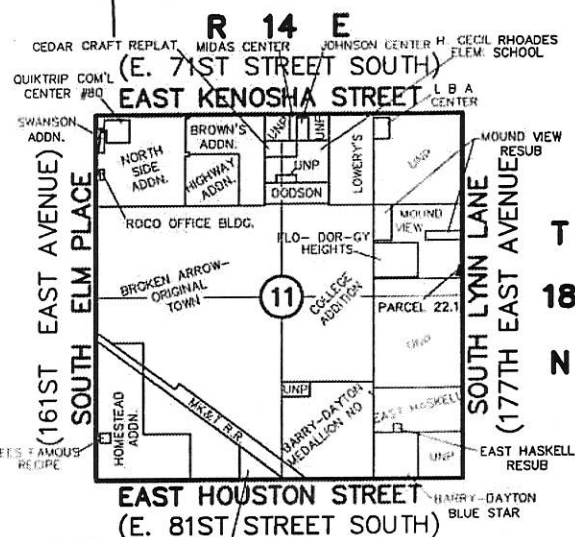 R 14 E
CEDAR CRAFT REPLAT
MIDAS CENTER
JOHNSON CENTER
H. CECIL RHOADES
ELEM. SCHOOL
(E. 71ST STREET SOUTH)
QUIKTRIP COM'L
CENTER #80
EAST KENOSHA STREET
L B A
CENTER
SWANSON
ADDN.
NORTH
SIDE
ADDN.
BROWN'S
ADDN.
HIGHWAY
ADDN.
UNP
UNP
UNP
DODSON
LOWERY'S
UNP
MOUND VIEW
RESUB
ROCO OFFICE BLDG.
MOUND
VIEW
FLO-DOR-GY
HEIGHTS
(161ST EAST AVENUE)
SOUTH ELM PLACE
BROKEN ARROW-
ORIGINAL
TOWN
11
COLLEGE
ADDITION
PARCEL 22.1
SOUTH LYNN LANE
(177TH EAST AVENUE)
T
18
N
UNP
MK&T R.R.
UNP
HOMESTEAD
ADDN.
FAMOUS
RECIPE
BARRY-DAYTON
MEDALLION NO
EAST HASKELL
EAST HASKELL
RESUB
UNP
EAST HOUSTON STREET
BARRY-DAYTON
BLUE STAR
(E. 81ST STREET SOUTH)